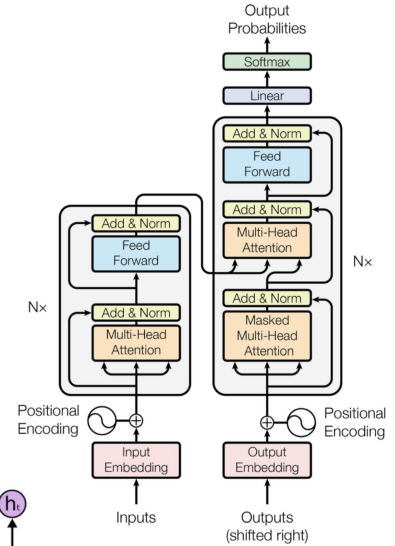 Output
Probabilities
Softmax
Linear
Add & Norm
Feed
Forward
Add & Norm
Multi-Head
Attention
Add & Norm
Masked
Multi-Head
Attention
Nx
Add & Norm
Feed
Forward
Nx
Add & Norm
Multi-Head
Attention
Positional
Encoding
Positional
Encoding
Input
Embedding
Output
Embedding
Inputs
Outputs
(shifted right)
ht